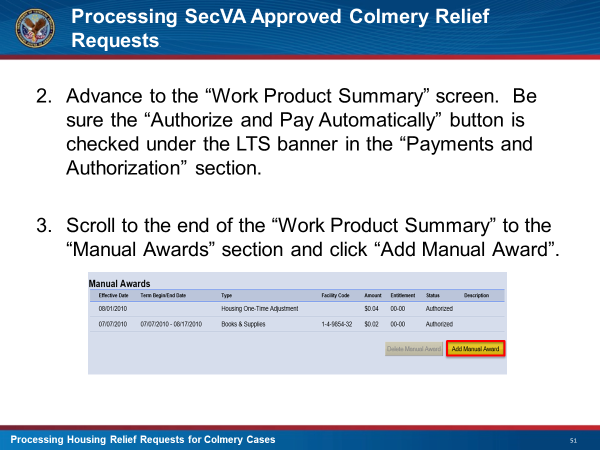 Processing SecVA Approved Colmery Relief
Requests
2. Advance to the “Work Product Summary” screen. Be
sure the “Authorize and Pay Automatically” button is
checked under the LTS banner in the “Payments and
Authorization” section.
3. Scroll to the end of the “Work Product Summary” to the
“Manual Awards” section and click “Add Manual Award”.
Manual Awards
Effective Date Term Begin/End Date Type Facility Code Amount Entitlement Status Description
08/01/2010 Housing One-Time Adjustment $0.04 00-00 Authorized
07/07/2010 07/07/2010 - 08/17/2010 Books & Supplies 1-4-9854-32 $0.02 00-00 Authorized
Delete Manual Award Add Manual Award
Processing Housing Relief Requests for Colmery Cases 51